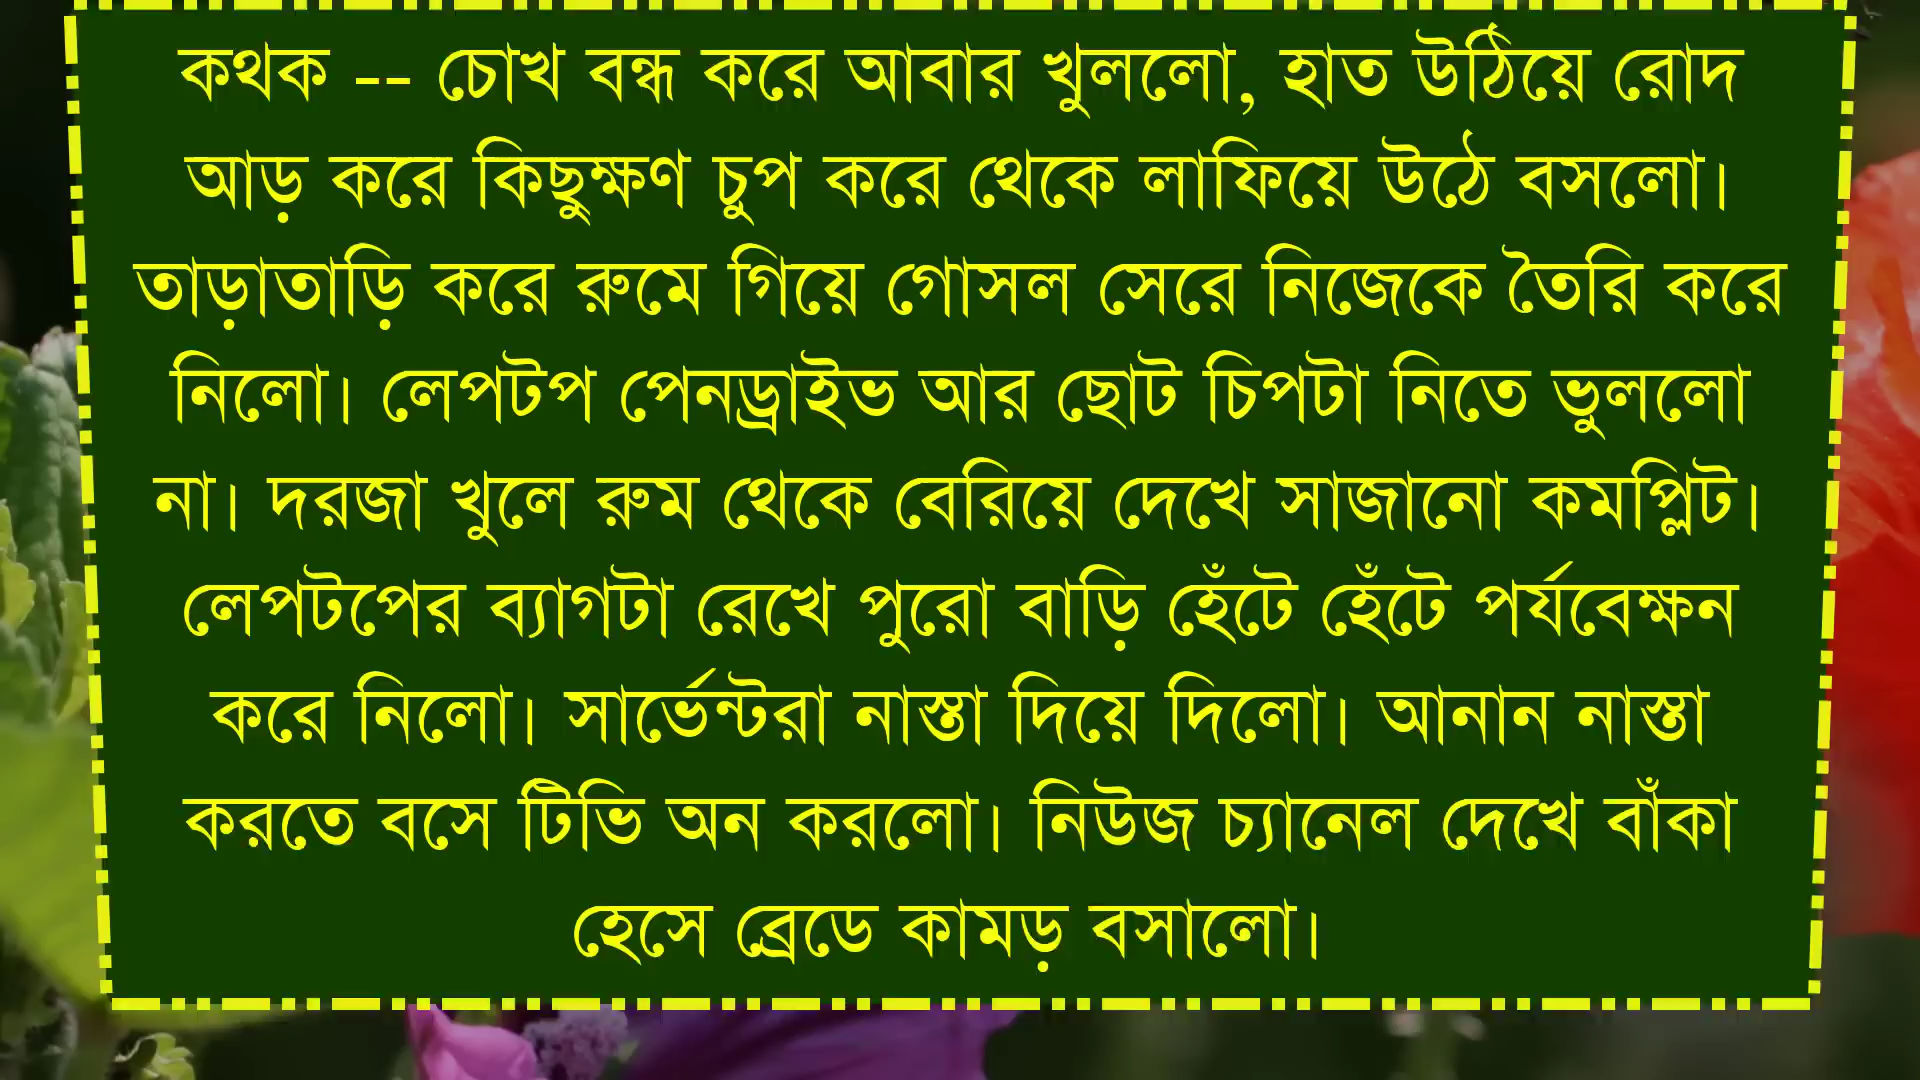 কথক -- চোখ বন্ধ করে আবার খুললো, হাত উঠিয়ে রোদ
আড় করে কিছুক্ষণ চুপ করে থেকে লাফিয়ে উঠে বসলো।
তাড়াতাড়ি করে রুমে গিয়ে গোসল সেরে নিজেকে তৈরি করে
নিলো। লেপটপ পেনড্রাইভ আর ছোট চিপটা নিতে ভুললো
না। দরজা খুলে রুম থেকে বেরিয়ে দেখে সাজানো কমপ্লিট।
লেপটপের ব্যাগটা রেখে পুরো বাড়ি হেঁটে হেঁটে পর্যবেক্ষন
করে নিলো। সার্ভেন্টরা নাস্তা দিয়ে দিলো। আনান নাস্তা
করতে বসে টিভি অন করলো। নিউজ চ্যানেল দেখে বাঁকা
হেসে ব্রেডে কামড় বসালো।